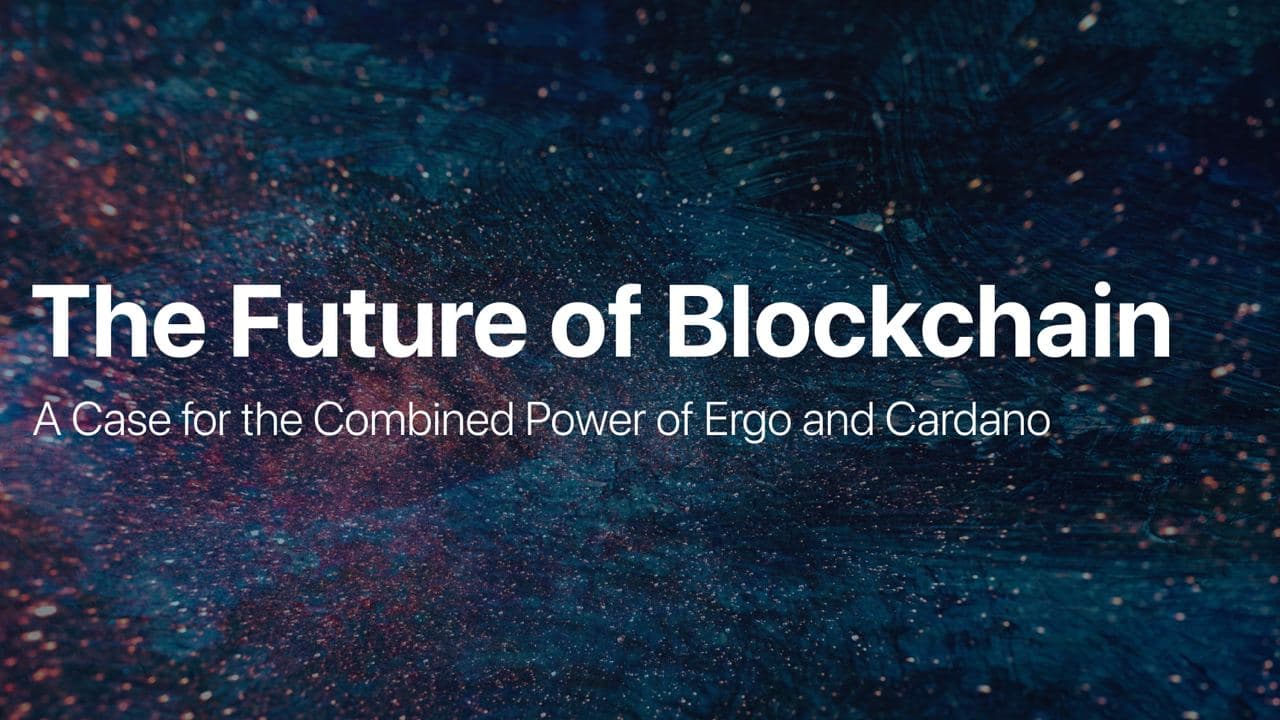 The Future of Blockchain
A Case for the Combined Power of Ergo and Cardano